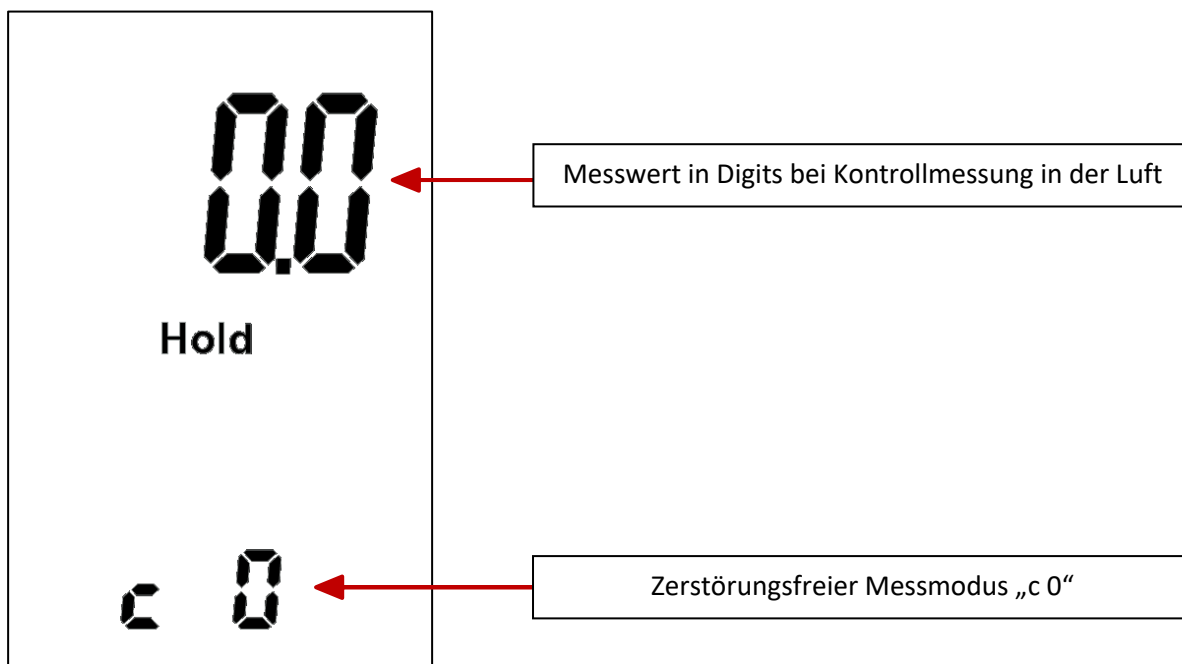 0.0
Messwert in Digits bei Kontrollmessung in der Luft
Hold
c 0
Zerstörungsfreier Messmodus „c 0“